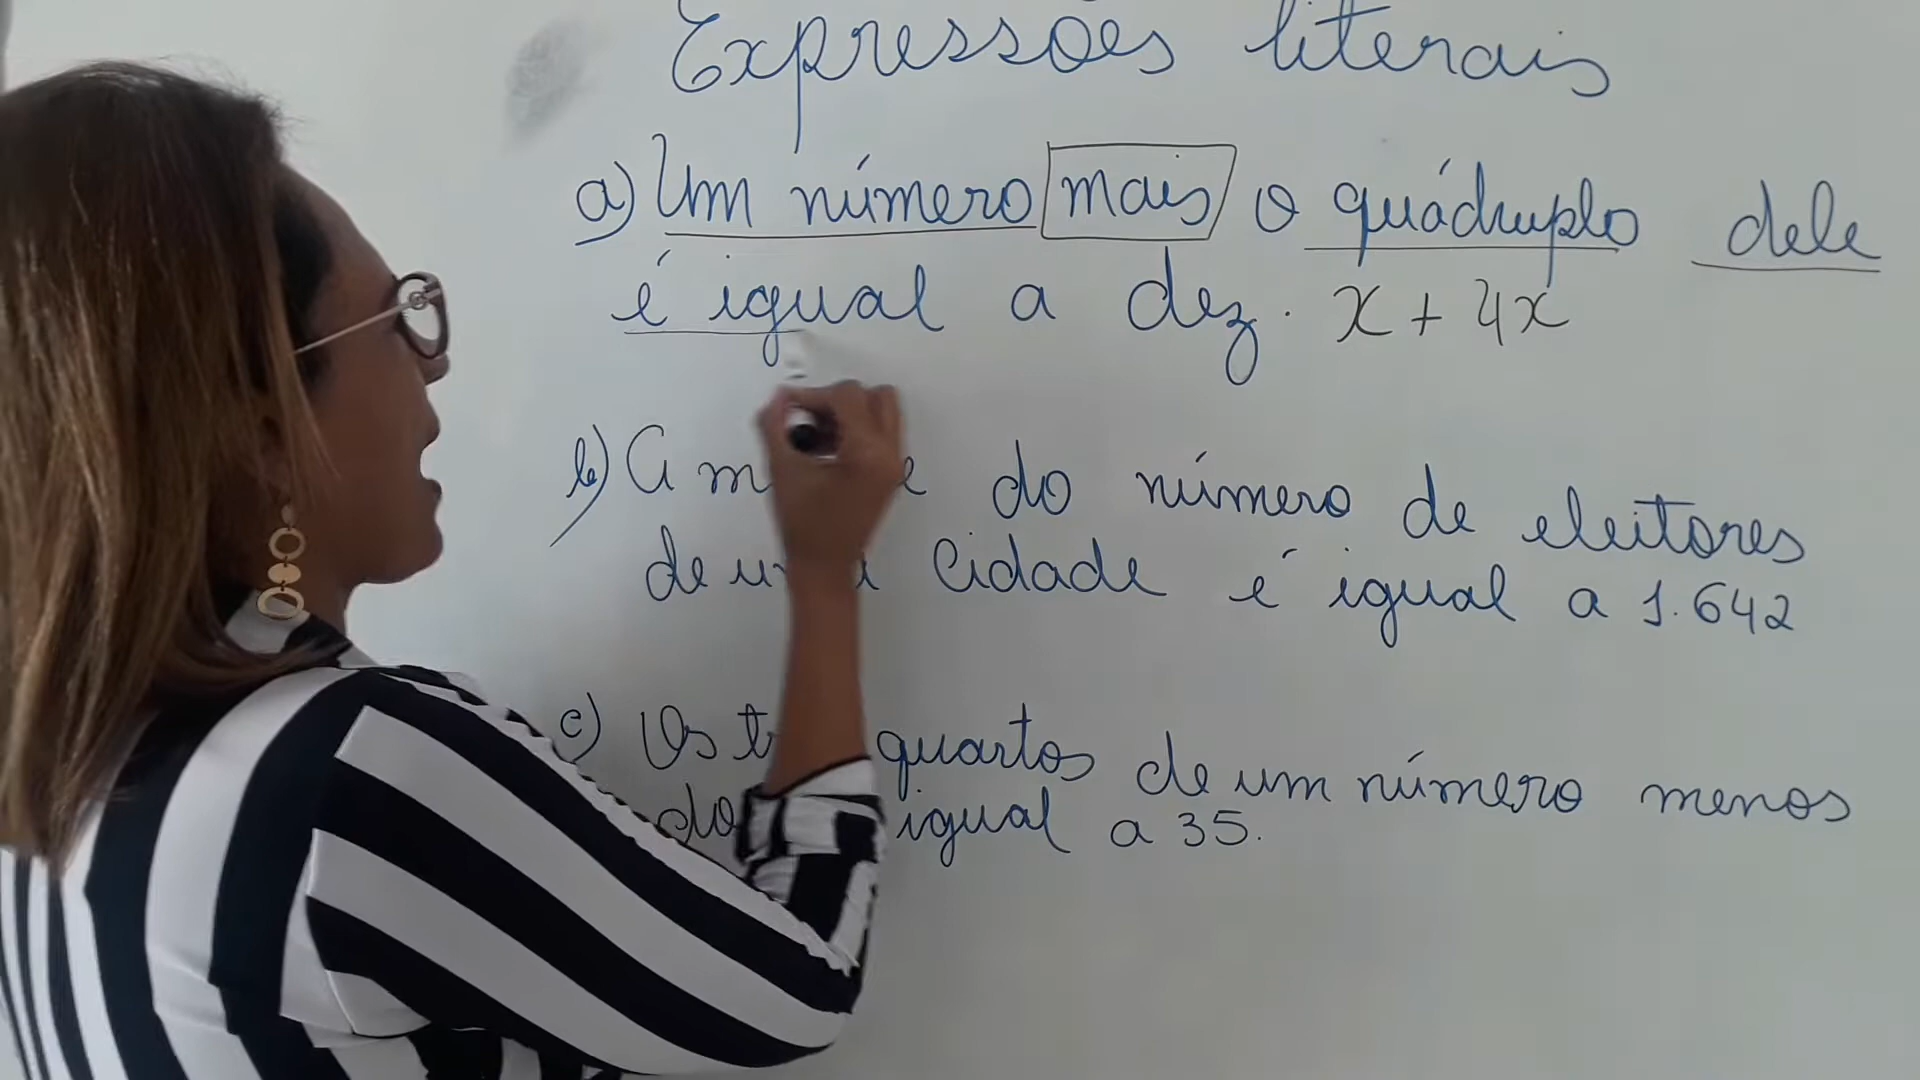 Expressões literais
a) Um número mais o quádruplo dele
é igual a dez. x + 4x
b) A do número de eleitores
de cidade é igual a 1.642
c) Os quartos de um número menos
igual a 35.